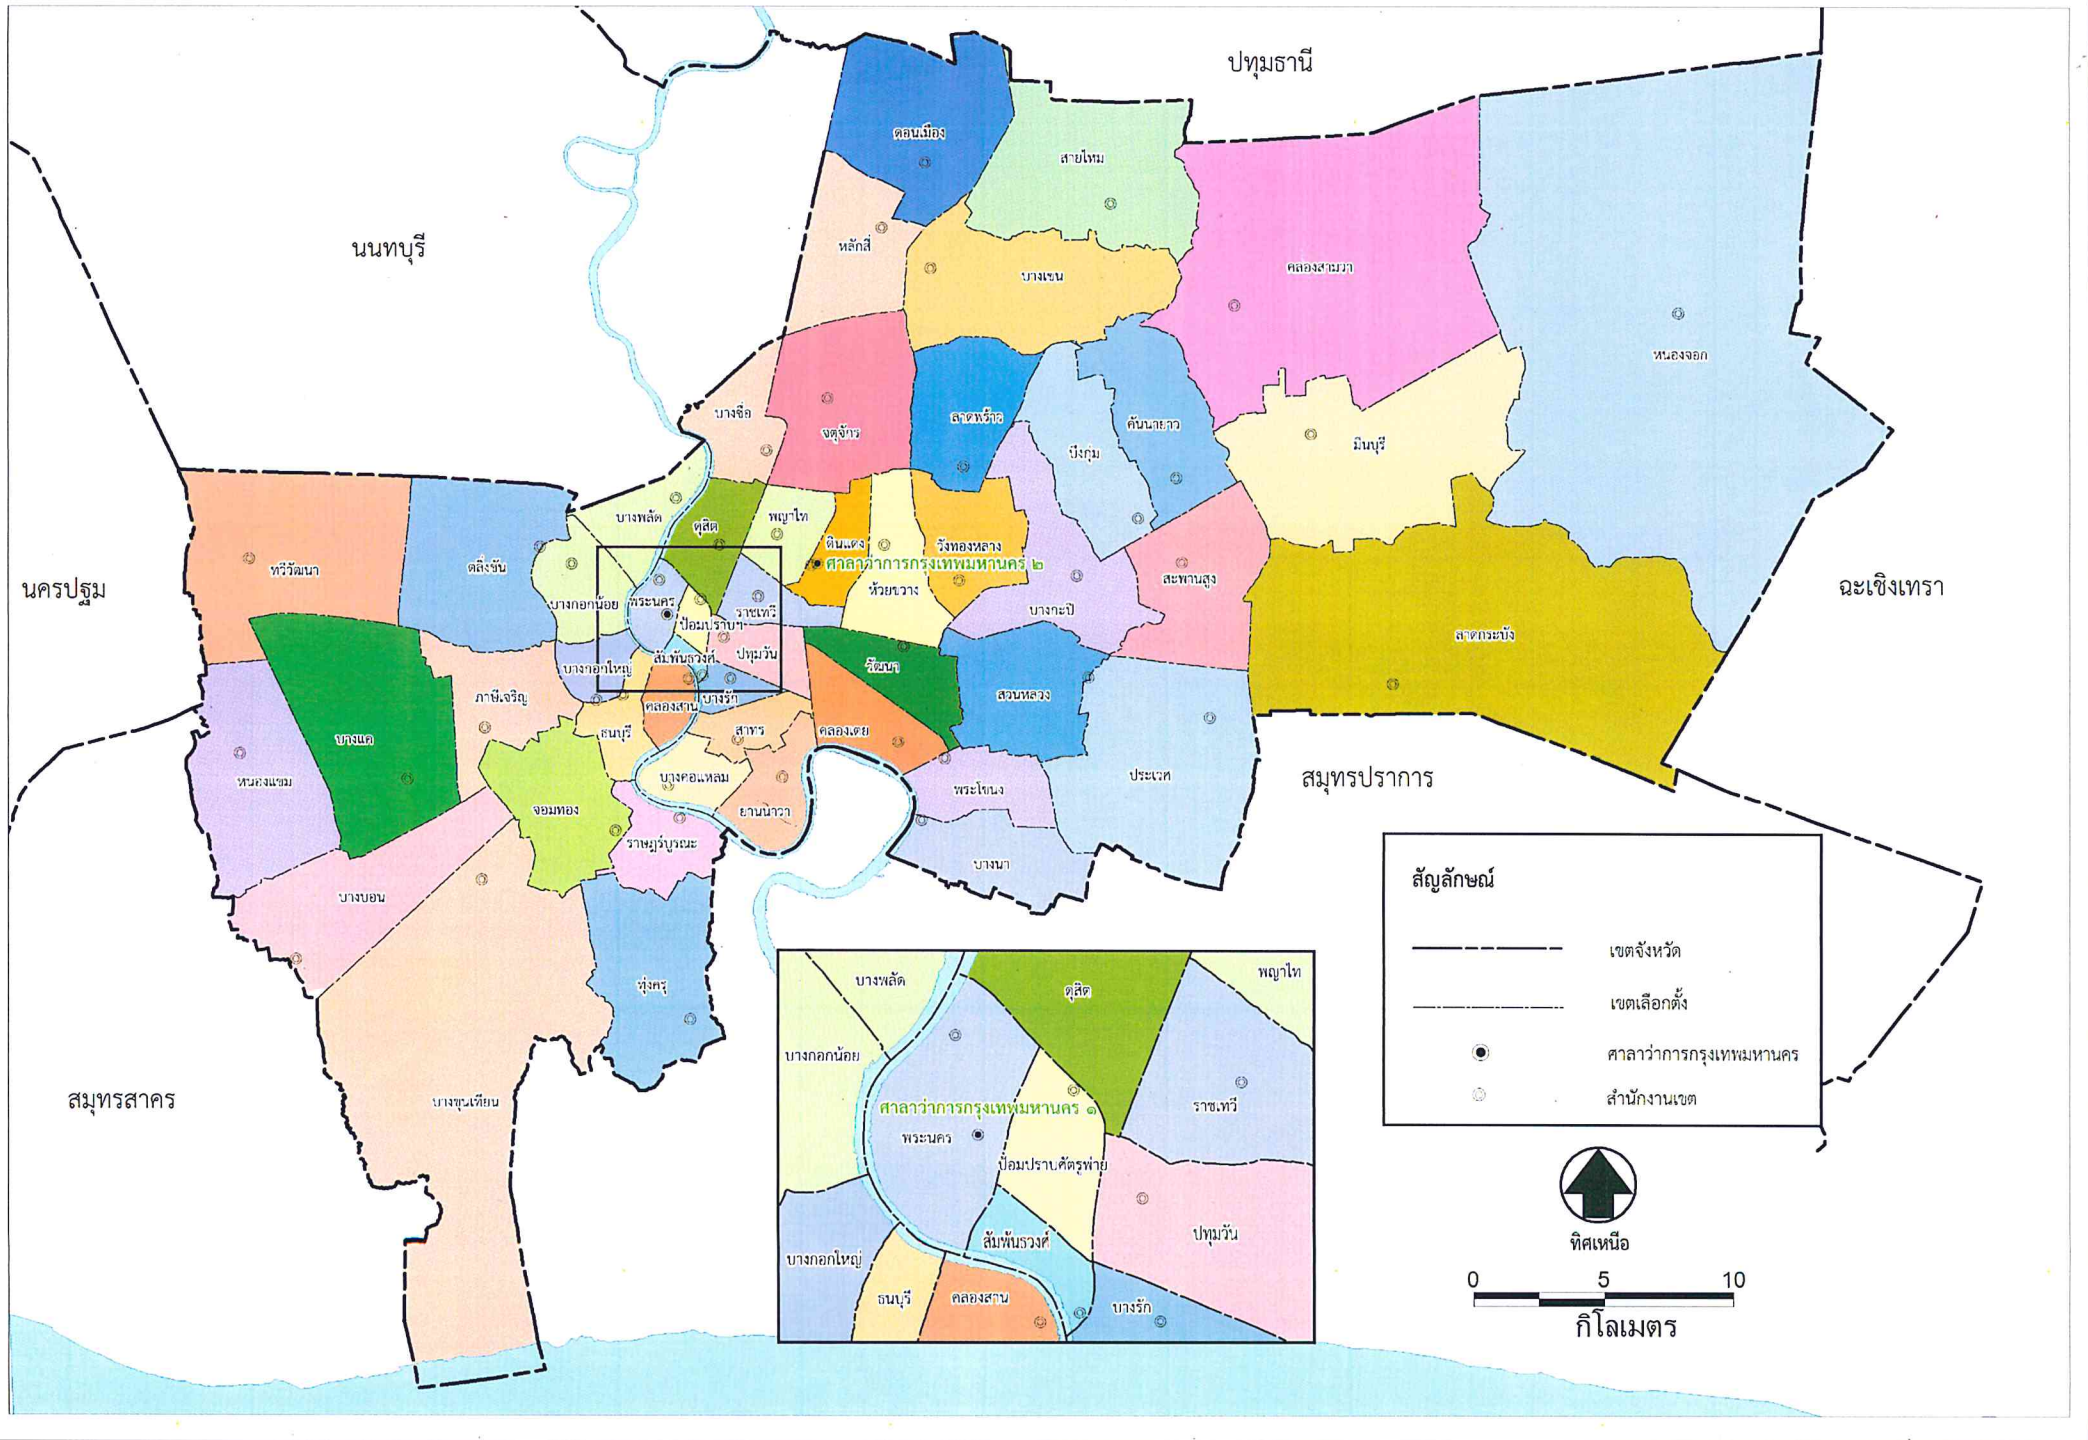 ปทุมธานี
นนทบุรี
นครปฐม
ฉะเชิงเทรา
สมุทรปราการ
สมุทรสาคร
ดอนเมือง
สายไหม
หลักสี่
บางเขน
คลองสามวา
หนองจอก
บางซื่อ
จตุจักร
ลาดพร้าว
บึงกุ่ม
คันนายาว
มีนบุรี
บางพลัด
ดุสิต
พญาไท
ดินแดง
วังทองหลาง
ศาลาว่าการกรุงเทพมหานคร ๒
ห้วยขวาง
บางกะปิ
สะพานสูง
ลาดกระบัง
ทวีวัฒนา
ตลิ่งชัน
บางกอกน้อย
พระนคร
ป้อมปราบฯ
ราชเทวี
บางกอกใหญ่
สัมพันธวงศ์
ปทุมวัน
วัฒนา
สวนหลวง
ภาษีเจริญ
คลองสาน
บางรัก
บางแค
ธนบุรี
สาทร
คลองเตย
หนองแขม
บางคอแหลม
ประเวศ
พระโขนง
จอมทอง
ยานนาวา
ราษฎร์บูรณะ
บางนา
บางบอน
ทุ่งครุ
บางขุนเทียน
บางพลัด
ดุสิต
พญาไท
บางกอกน้อย
ศาลาว่าการกรุงเทพมหานคร ๑
พระนคร
ราชเทวี
ป้อมปราบศัตรูพ่าย
สัมพันธวงศ์
ปทุมวัน
บางกอกใหญ่
ธนบุรี
คลองสาน
บางรัก
สัญลักษณ์
เขตจังหวัด
เขตเลือกตั้ง
ศาลาว่าการกรุงเทพมหานคร
สำนักงานเขต
ทิศเหนือ
0 5 10
กิโลเมตร